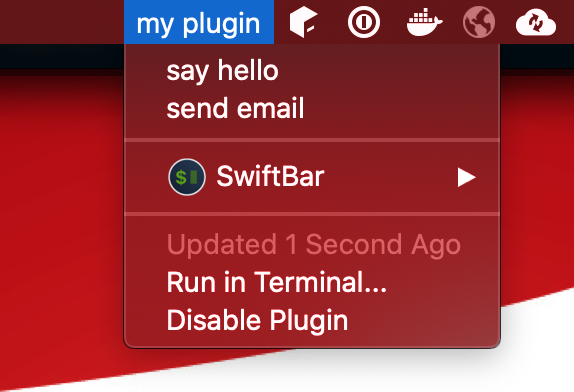 my plugin
say hello
send email
$ SwiftBar
Updated 1 Second Ago
Run in Terminal...
Disable Plugin